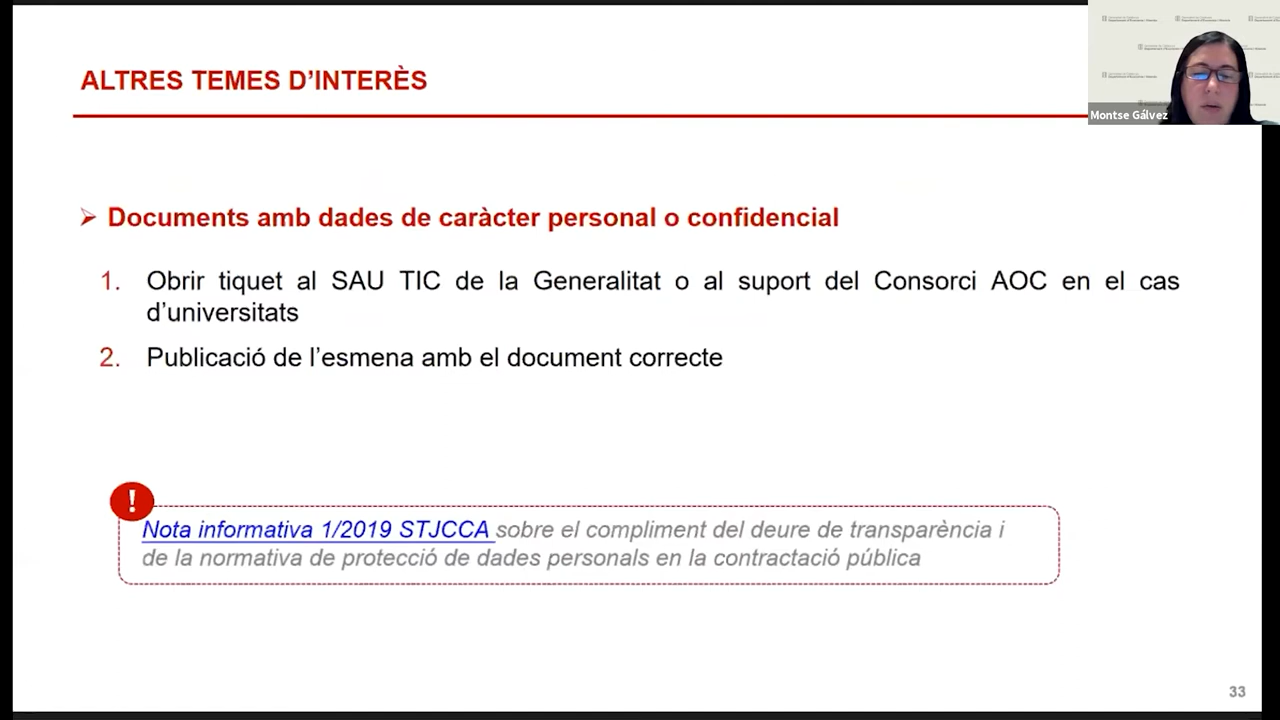 ALTRES TEMES D'INTERÈS
Montse Gálvez
➢ Documents amb dades de caràcter personal o confidencial
1. Obrir tiquet al SAU TIC de la Generalitat o al suport del Consorci AOC en el cas
d'universitats
2. Publicació de l'esmena amb el document correcte
!
Nota informativa 1/2019 STJCCA sobre el compliment del deure de transparència i
de la normativa de protecció de dades personals en la contractació pública
33